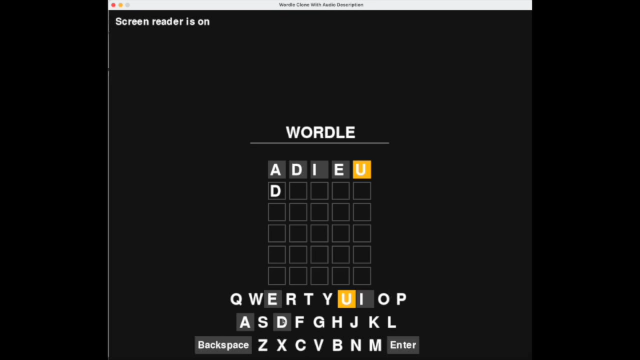 Wordle Clone With Audio Description
Screen reader is on
WORDLE
A D I E U
D
Q W E R T Y U I O P
A S D F G H J K L
Backspace Z X C V B N M Enter